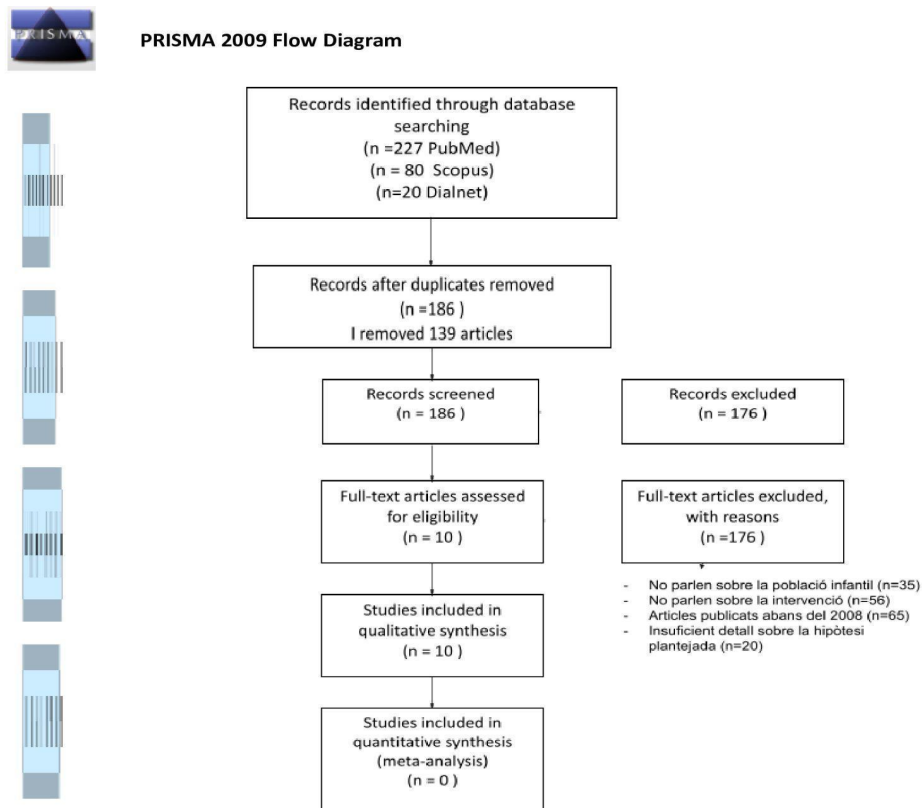 PRISMA
PRISMA 2009 Flow Diagram
Records identified through database
searching
(n =227 PubMed)
(n = 80 Scopus)
(n=20 Dialnet)
Records after duplicates removed
(n =186 )
I removed 139 articles
Records screened
(n = 186 )
Records excluded
(n = 176 )
Full-text articles assessed
for eligibility
(n = 10 )
Full-text articles excluded,
with reasons
(n =176 )
- No parlen sobre la població infantil (n=35)
- No parlen sobre la intervenció (n=56)
- Articles publicats abans del 2008 (n=65)
- Insuficient detall sobre la hipòtesi
plantejada (n=20)
Studies included in
qualitative synthesis
(n = 10 )
Studies included in
quantitative synthesis
(meta-analysis)
(n = 0 )